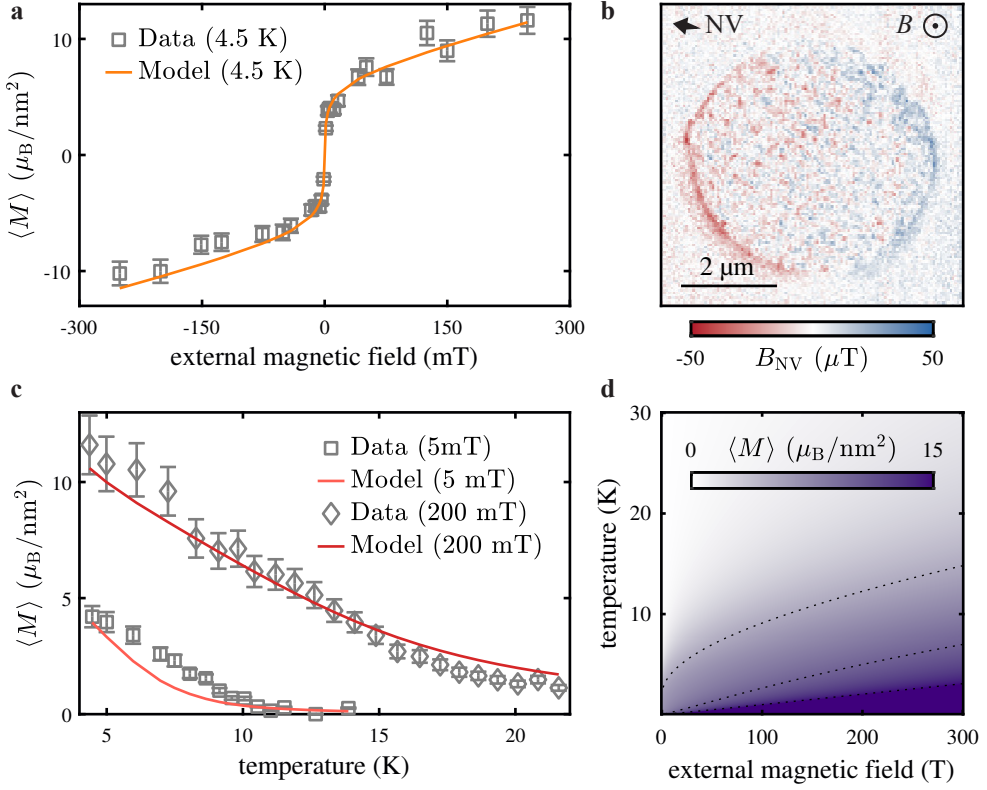 a
10
0
-10
⟨M⟩ (μB/nm²)
Data (4.5 K)
Model (4.5 K)
-300 -150 0 150 300
external magnetic field (mT)
b
NV
B
2 μm
-50 BNV (μT) 50
c
10
5
0
⟨M⟩ (μB/nm²)
Data (5mT)
Model (5 mT)
Data (200 mT)
Model (200 mT)
5 10 15 20
temperature (K)
d
30
20
10
temperature (K)
0 ⟨M⟩ (μB/nm²) 15
0 100 200 300
external magnetic field (T)